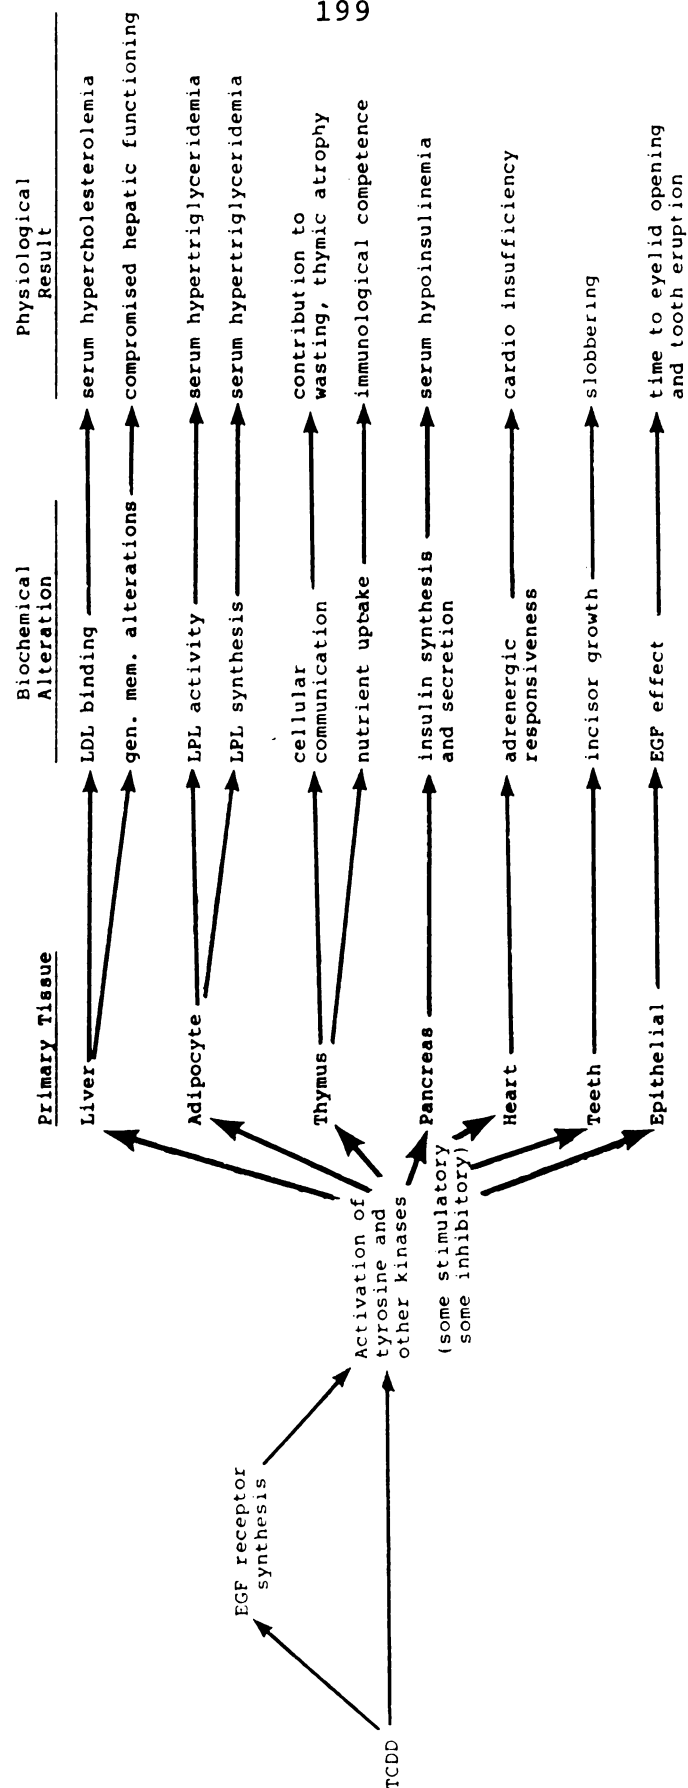 199
Primary Tissue
Biochemical
Alteration
Physiological
Result
TCDD
EGF receptor
synthesis
Activation of
tyrosine and
other kinases
(some stimulatory
some inhibitory)
Liver
LDL binding
serum hypercholesterolemia
gen. mem. alterations
compromised hepatic functioning
Adipocyte
LPL activity
serum hypertriglyceridemia
LPL synthesis
serum hypertriglyceridemia
Thymus
cellular
communication
contribution to
wasting, thymic atrophy
nutrient uptake
immunological competence
Pancreas
insulin synthesis
and secretion
serum hypoinsulinemia
Heart
adrenergic
responsiveness
cardio insufficiency
Teeth
incisor growth
slobbering
Epithelial
EGF effect
time to eyelid opening
and tooth eruption